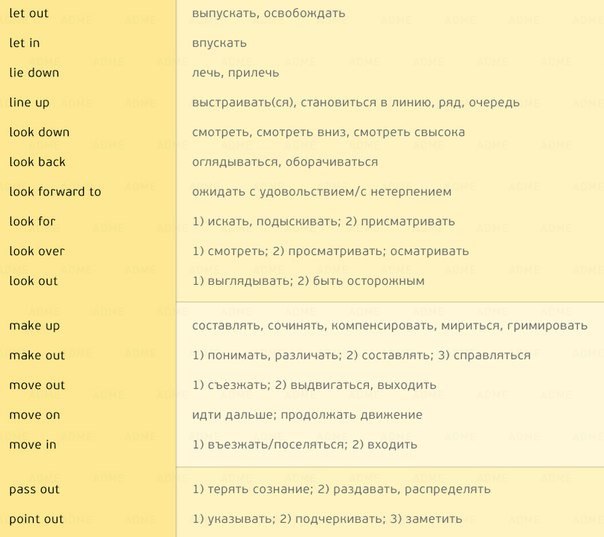 let out выпускать, освобождать
let in впускать
lie down лечь, прилечь
line up выстраивать(ся), становиться в линию, ряд, очередь
look down смотреть, смотреть вниз, смотреть свысока
look back оглядываться, оборачиваться
look forward to ожидать с удовольствием/с нетерпением
look for 1) искать, подыскивать; 2) присматривать
look over 1) смотреть; 2) просматривать; осматривать
look out 1) выглядывать; 2) быть осторожным
make up составлять, сочинять, компенсировать, мириться, гримировать
make out 1) понимать, различать; 2) составлять; 3) справляться
move out 1) съезжать; 2) выдвигаться, выходить
move on идти дальше; продолжать движение
move in 1) въезжать/поселяться; 2) входить
pass out 1) терять сознание; 2) раздавать, распределять
point out 1) указывать; 2) подчеркивать; 3) заметить